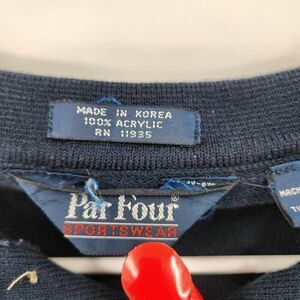 MADE IN KOREA
100% ACRYLIC
RN 11935
Par Four
SPORTSWEAR